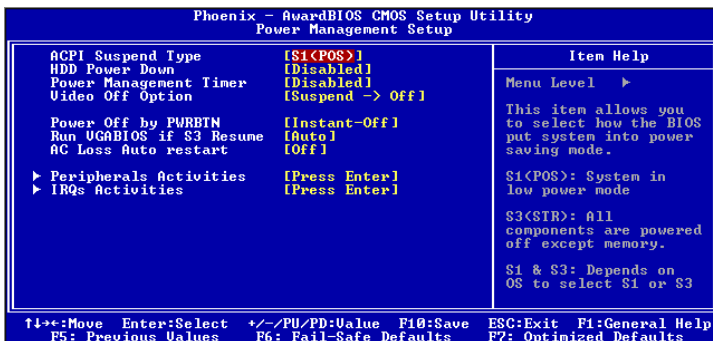 Phoenix - AwardBIOS CMOS Setup Utility
Power Management Setup
ACPI Suspend Type [S1(POS)]
HDD Power Down [Disabled]
Power Management Timer [Disabled]
Video Off Option [Suspend -> Off]
Power Off by PWRBTN [Instant-Off]
Run VGABIOS if S3 Resume [Auto]
AC Loss Auto restart [Off]
▶ Peripherals Activities [Press Enter]
▶ IRQs Activities [Press Enter]
Item Help
Menu Level ▶
This item allows you
to select how the BIOS
put system into power
saving mode.
S1(POS): System in
low power mode
S3(STR): All
components are powered
off except memory.
S1 & S3: Depends on
OS to select S1 or S3
↑↓→←:Move Enter:Select +/-/PU/PD:Value F10:Save ESC:Exit F1:General Help
F5: Previous Values F6: Fail-Safe Defaults F7: Optimized Defaults